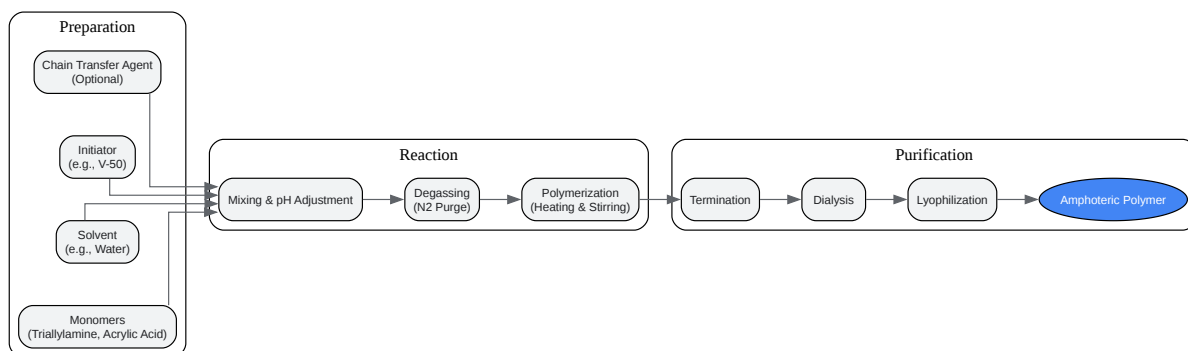 Preparation
Chain Transfer Agent
(Optional)
Initiator
(e.g., V-50)
Solvent
(e.g., Water)
Monomers
(Triallylamine, Acrylic Acid)
Reaction
Mixing & pH Adjustment
Degassing
(N2 Purge)
Polymerization
(Heating & Stirring)
Purification
Termination
Dialysis
Lyophilization
Amphoteric Polymer